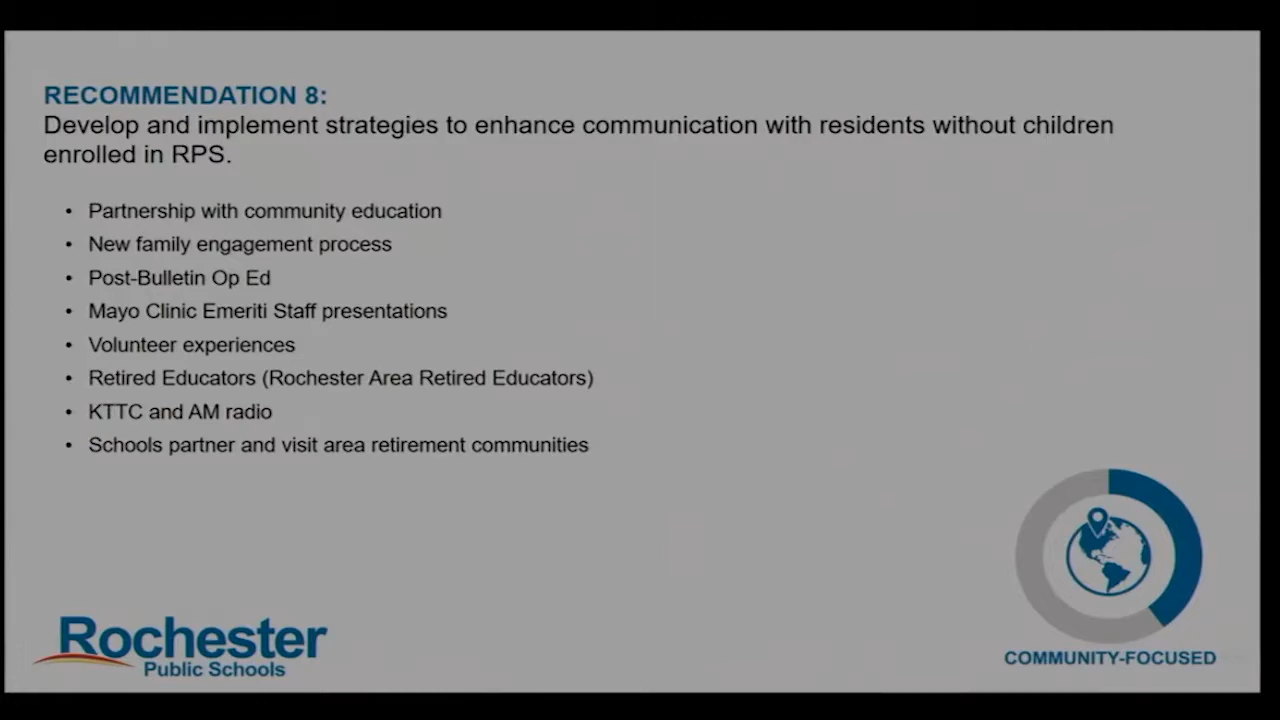 RECOMMENDATION 8:
Develop and implement strategies to enhance communication with residents without children
enrolled in RPS.
• Partnership with community education
• New family engagement process
• Post-Bulletin Op Ed
• Mayo Clinic Emeriti Staff presentations
• Volunteer experiences
• Retired Educators (Rochester Area Retired Educators)
• KTTC and AM radio
• Schools partner and visit area retirement communities
Rochester
Public Schools
COMMUNITY-FOCUSED